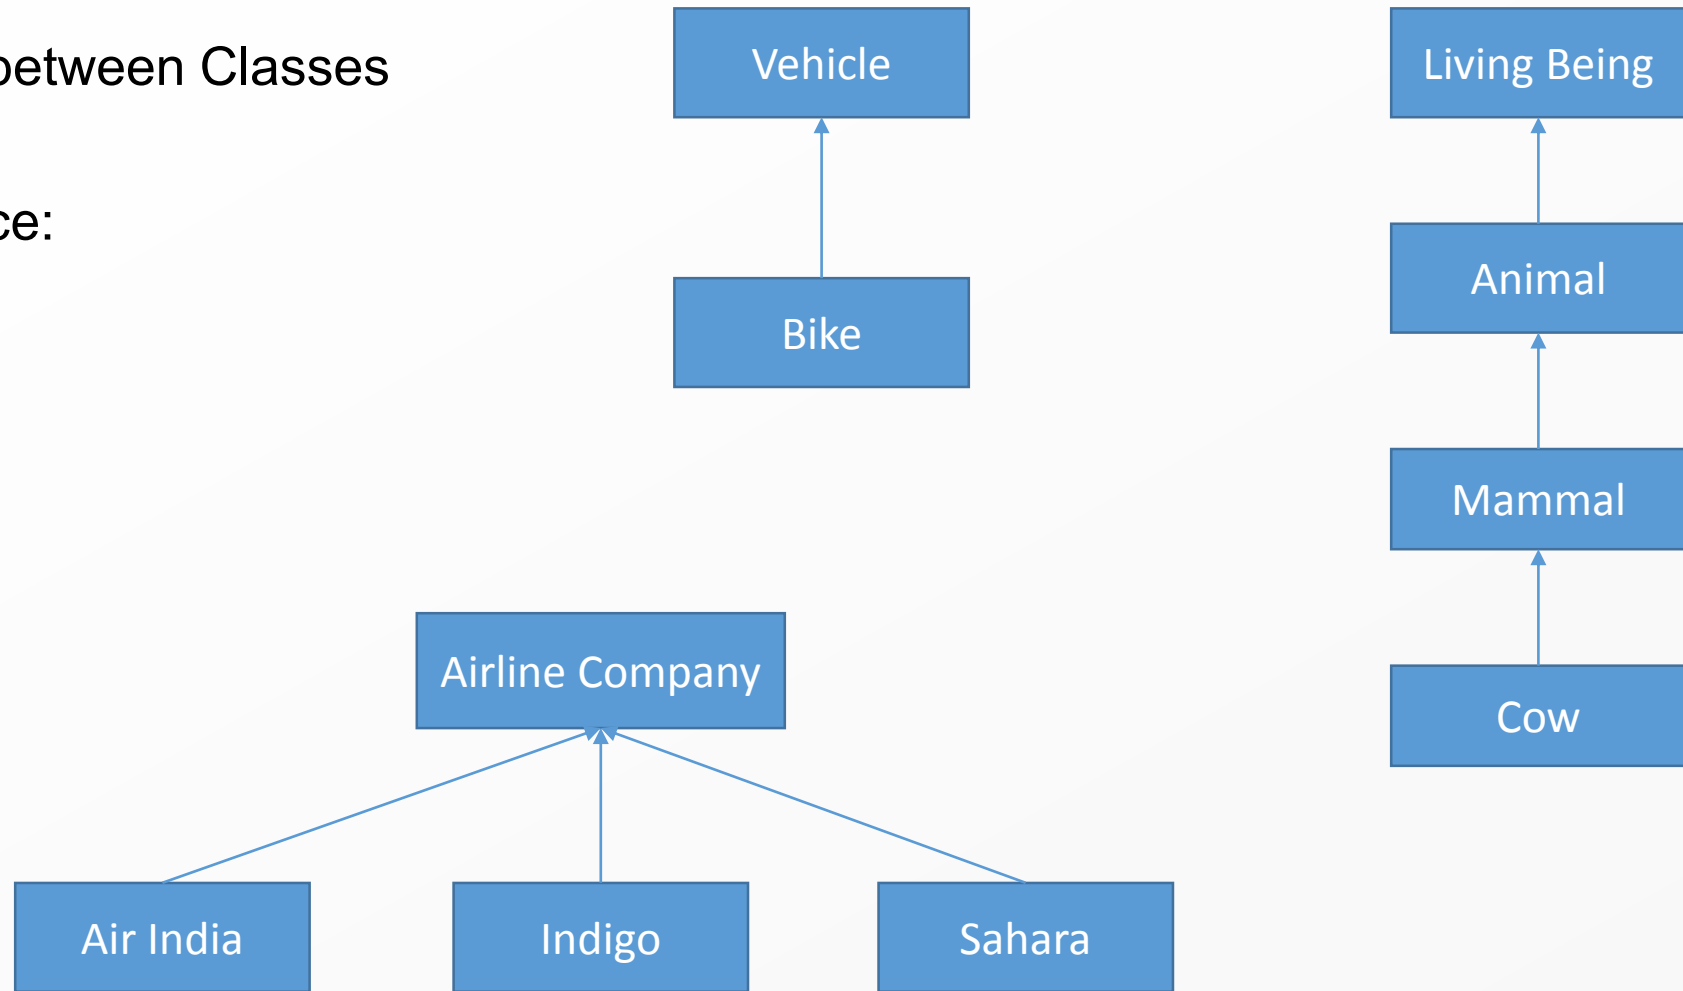 between Classes
ce:
Vehicle
Bike
Living Being
Animal
Mammal
Cow
Airline Company
Air India
Indigo
Sahara